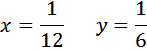 x = 1/12    y = 1/6